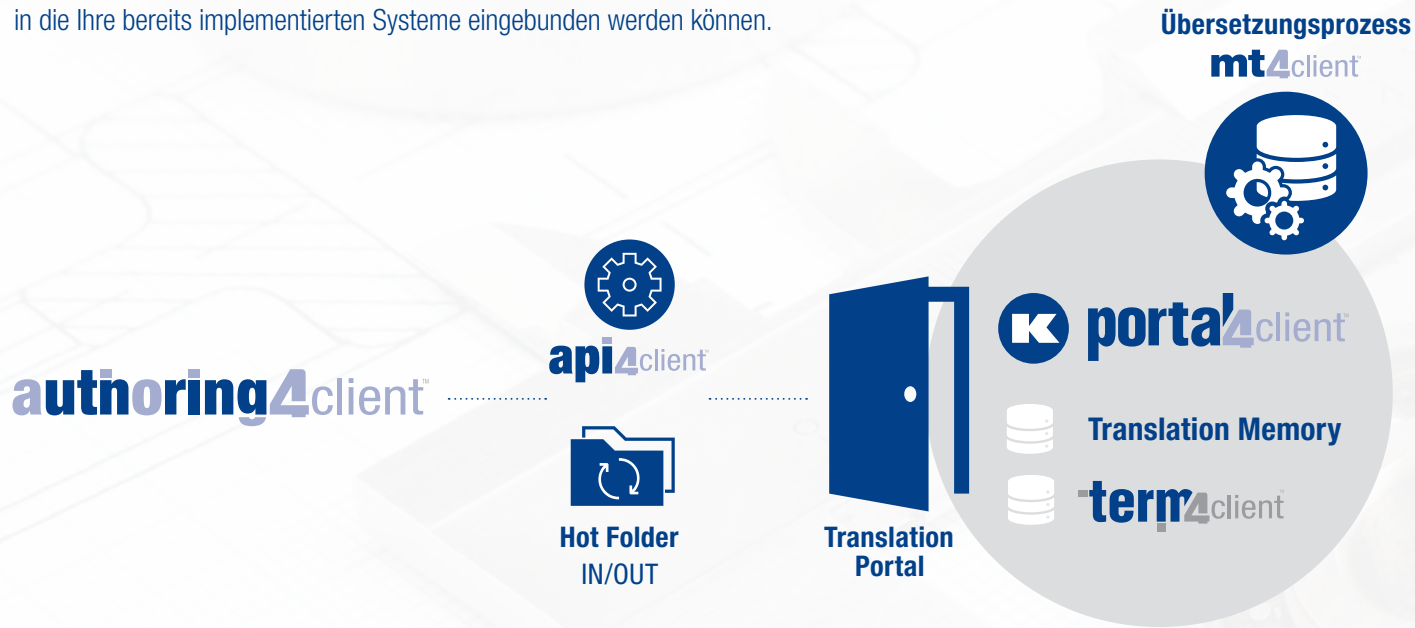 in die Ihre bereits implementierten Systeme eingebunden werden können.
Übersetzungsprozess
mt4client
api4client
authoring4client™
Hot Folder
IN/OUT
Translation
Portal
K portal4client
Translation Memory
term4client